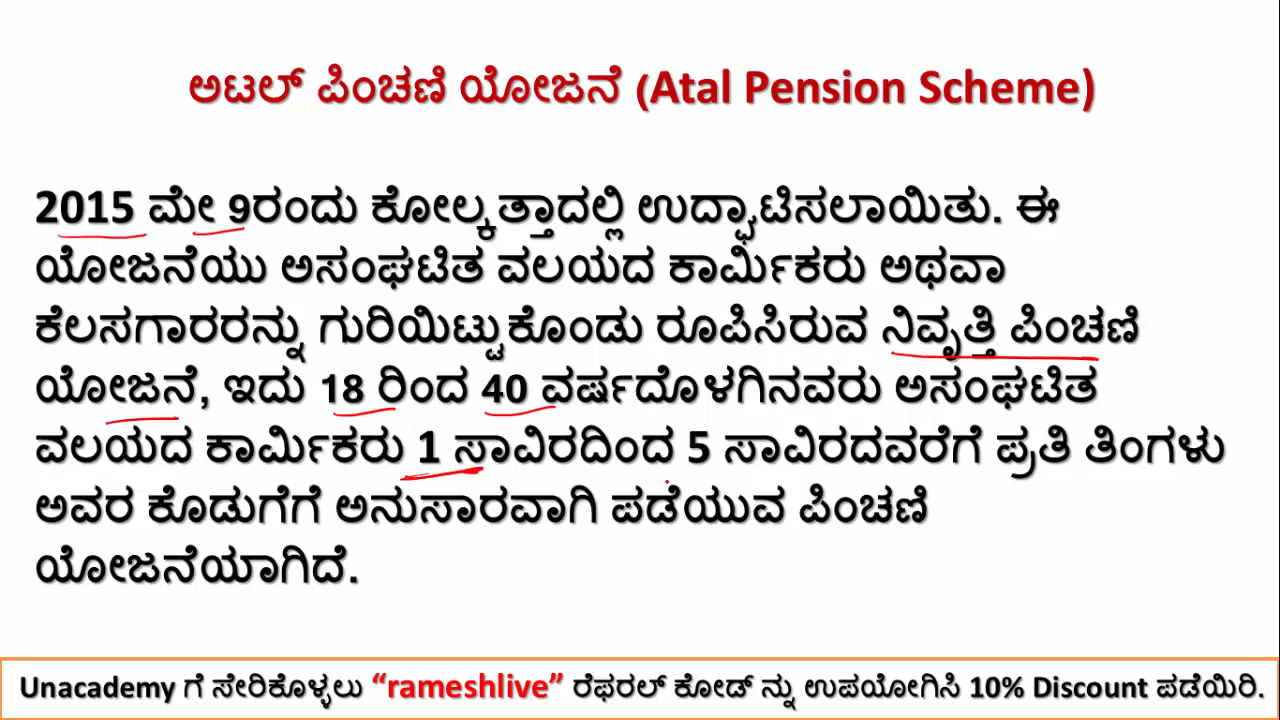 ಅಟಲ್ ಪಿಂಚಣಿ ಯೋಜನೆ (Atal Pension Scheme)
2015 ಮೇ 9ರಂದು ಕೋಲ್ಕತ್ತಾದಲ್ಲಿ ಉದ್ಘಾಟಿಸಲಾಯಿತು. ಈ
ಯೋಜನೆಯು ಅಸಂಘಟಿತ ವಲಯದ ಕಾರ್ಮಿಕರು ಅಥವಾ
ಕೆಲಸಗಾರರನ್ನು ಗುರಿಯಿಟ್ಟುಕೊಂಡು ರೂಪಿಸಿರುವ ನಿವೃತ್ತಿ ಪಿಂಚಣಿ
ಯೋಜನೆ, ಇದು 18 ರಿಂದ 40 ವರ್ಷದೊಳಗಿನವರು ಅಸಂಘಟಿತ
ವಲಯದ ಕಾರ್ಮಿಕರು 1 ಸಾವಿರದಿಂದ 5 ಸಾವಿರದವರೆಗೆ ಪ್ರತಿ ತಿಂಗಳು
ಅವರ ಕೊಡುಗೆಗೆ ಅನುಸಾರವಾಗಿ ಪಡೆಯುವ ಪಿಂಚಣಿ
ಯೋಜನೆಯಾಗಿದೆ.
Unacademy ಗೆ ಸೇರಿಕೊಳ್ಳಲು “rameshlive” ರೆಫರಲ್ ಕೋಡ್ ನ್ನು ಉಪಯೋಗಿಸಿ 10% Discount ಪಡೆಯಿರಿ.